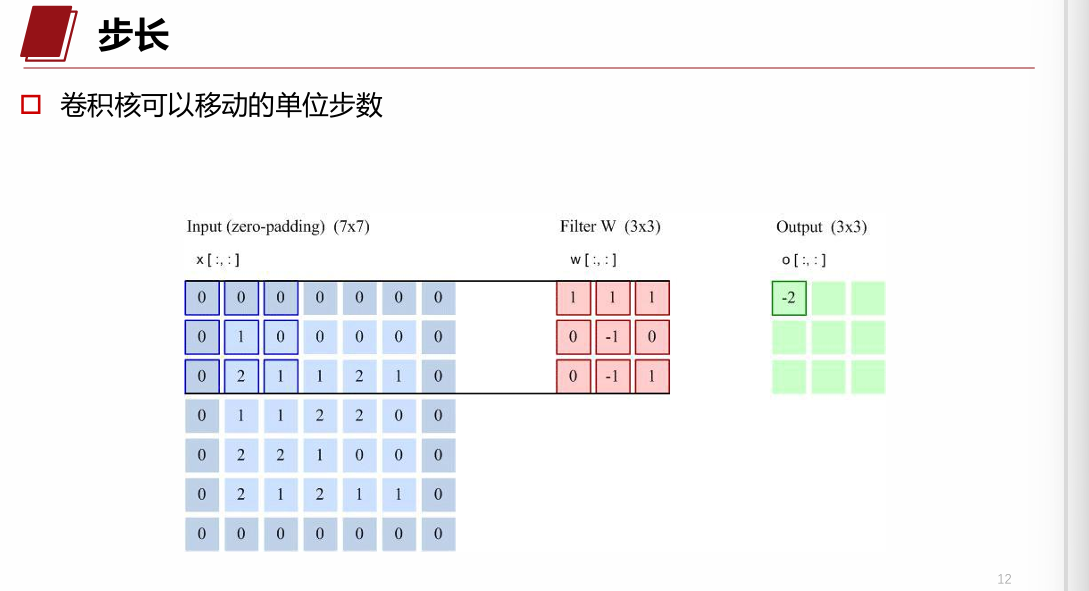 步长
卷积核可以移动的单位步数
Input (zero-padding) (7x7) Filter W (3x3) Output (3x3)
x [ :, : ] w [ :, : ] o [ :, : ]
0 0 0 0 0 0 0 1 1 1 -2
0 1 0 0 0 0 0 0 -1 0
0 2 1 1 2 1 0 0 -1 1
0 1 1 2 2 0 0
0 2 2 1 0 0 0
0 2 1 2 1 1 0
0 0 0 0 0 0 0
12